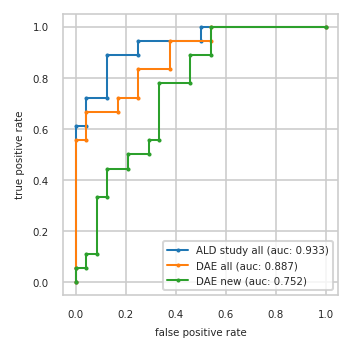 1.0
0.8
0.6
0.4
0.2
0.0
true positive rate
ALD study all (auc: 0.933)
DAE all (auc: 0.887)
DAE new (auc: 0.752)
0.0 0.2 0.4 0.6 0.8 1.0
false positive rate